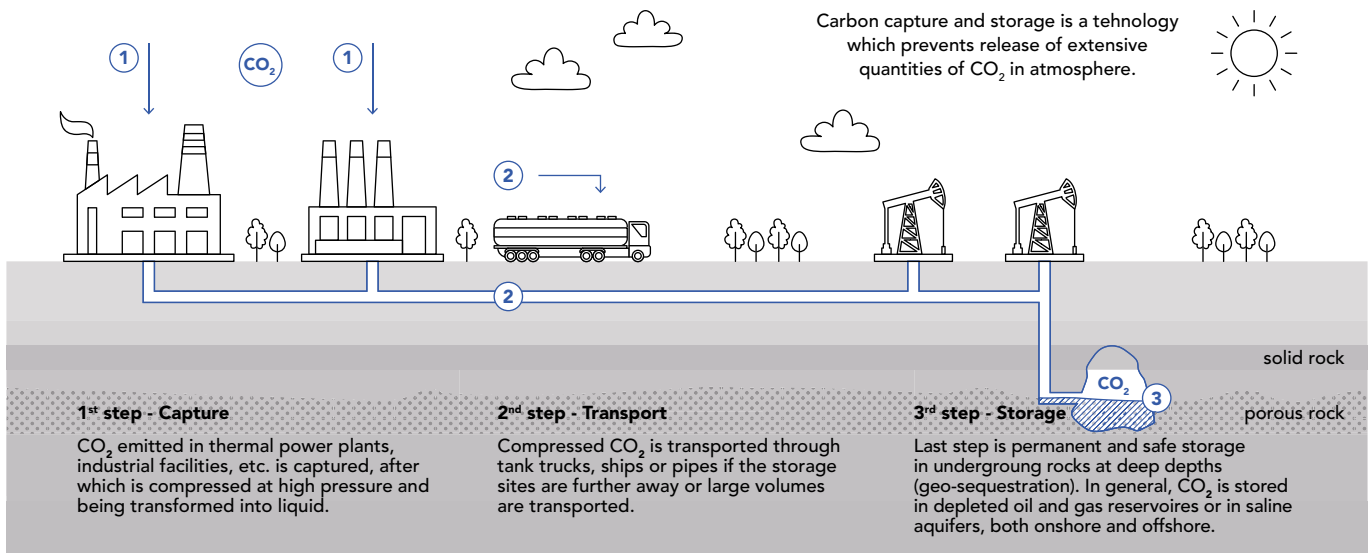 Carbon capture and storage is a tehnology
which prevents release of extensive
quantities of CO₂ in atmosphere.
1
CO₂
1
2
2
solid rock
CO₂
3
porous rock
1st step - Capture
CO₂ emitted in thermal power plants,
industrial facilities, etc. is captured, after
which is compressed at high pressure and
being transformed into liquid.
2nd step - Transport
Compressed CO₂ is transported through
tank trucks, ships or pipes if the storage
sites are further away or large volumes
are transported.
3rd step - Storage
Last step is permanent and safe storage
in undergroung rocks at deep depths
(geo-sequestration). In general, CO₂ is stored
in depleted oil and gas reservoires or in saline
aquifers, both onshore and offshore.